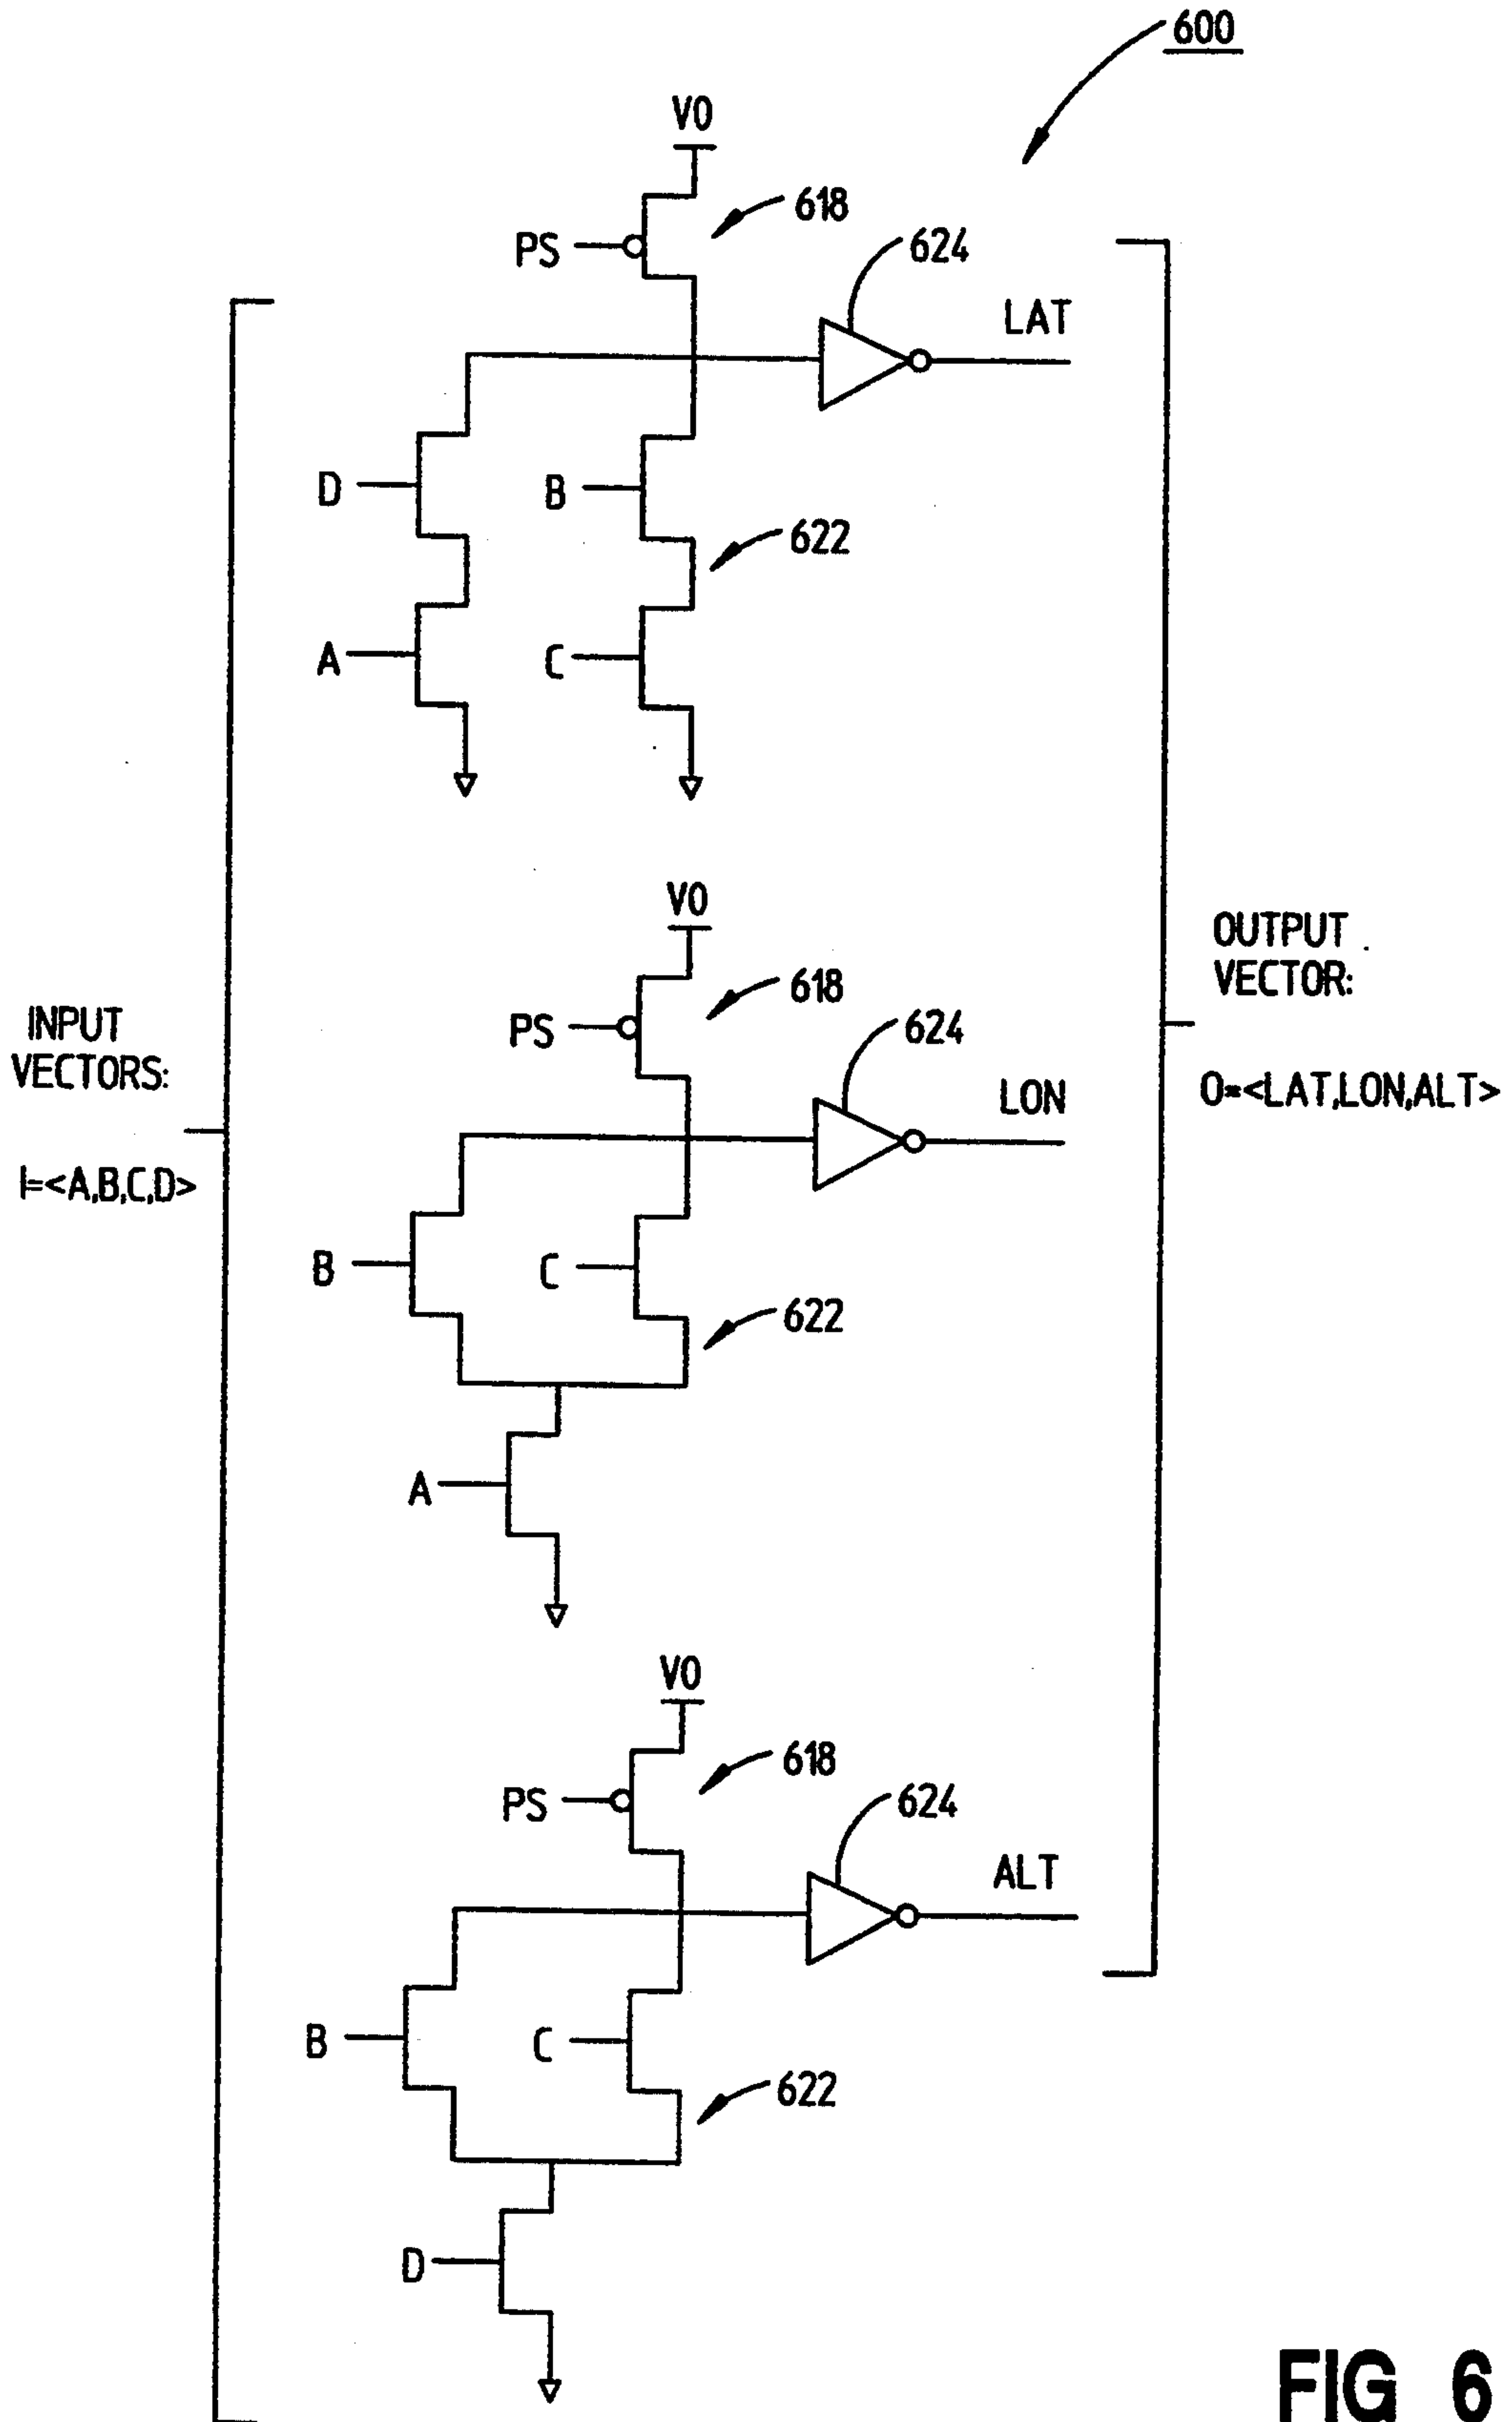 600
V0
618
PS
624
LAT
D
B
622
A
C
V0
618
PS
624
LON
OUTPUT
VECTOR:
INPUT
VECTORS:
O=<LAT,LON,ALT>
I=<A,B,C,D>
B
C
622
A
V0
618
PS
624
ALT
B
C
622
D
FIG 6